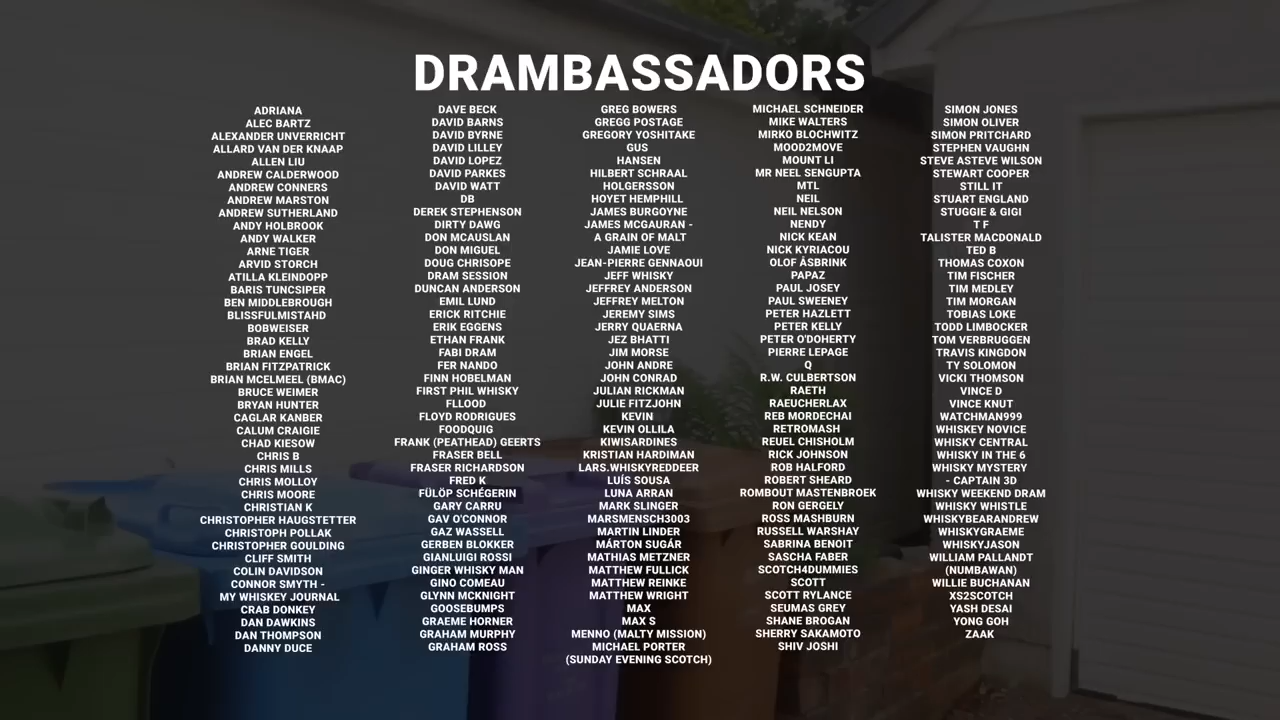 DRAMBASSADORS
ADRIANA
ALEC BARTZ
ALEXANDER UNVERRICHT
ALLARD VAN DER KNAAP
ALLEN LIU
ANDREW CALDERWOOD
ANDREW CONNERS
ANDREW MARSTON
ANDREW SUTHERLAND
ANDY HOLBROOK
ANDY WALKER
ARNE TIGER
ARVID STORCH
ATILLA KLEINDOPP
BARIS TUNCSIPER
BEN MIDDLEBROUGH
BLISSFULMISTAHD
BOBWEISER
BRAD KELLY
BRIAN ENGEL
BRIAN FITZPATRICK
BRIAN MCELMEEL (BMAC)
BRUCE WEIMER
BRYAN HUNTER
CAGLAR KANBER
CALUM CRAIGIE
CHAD KIESOW
CHRIS B
CHRIS MILLS
CHRIS MOLLOY
CHRIS MOORE
CHRISTIAN K
CHRISTOPHER HAUGSTETTER
CHRISTOPH POLLAK
CHRISTOPHER GOULDING
CLIFF SMITH
COLIN DAVIDSON
CONNOR SMYTH -
MY WHISKEY JOURNAL
CRAB DONKEY
DAN DAWKINS
DAN THOMPSON
DANNY DUCE
DAVE BECK
DAVID BARNS
DAVID BYRNE
DAVID LILLEY
DAVID LOPEZ
DAVID PARKES
DAVID WATT
DB
DEREK STEPHENSON
DIRTY DAWG
DON MCAUSLAN
DON MIGUEL
DOUG CHRISOPE
DRAM SESSION
DUNCAN ANDERSON
EMIL LUND
ERICK RITCHIE
ERIK EGGENS
ETHAN FRANK
FABI DRAM
FER NANDO
FINN HOBELMAN
FIRST PHIL WHISKY
FLLOOD
FLOYD RODRIGUES
FOODQUIG
FRANK (PEATHEAD) GEERTS
FRASER BELL
FRASER RICHARDSON
FRED K
FÜLÖP SCHÉGERIN
GARY CARRU
GAV O'CONNOR
GAZ WASSELL
GERBEN BLOKKER
GIANLUIGI ROSSI
GINGER WHISKY MAN
GINO COMEAU
GLYNN MCKNIGHT
GOOSEBUMPS
GRAEME HORNER
GRAHAM MURPHY
GRAHAM ROSS
GREG BOWERS
GREGG POSTAGE
GREGORY YOSHITAKE
GUS
HANSEN
HILBERT SCHRAAL
HOLGERSSON
HOYET HEMPHILL
JAMES BURGOYNE
JAMES MCGAURAN -
A GRAIN OF MALT
JAMIE LOVE
JEAN-PIERRE GENNAOUI
JEFF WHISKY
JEFFREY ANDERSON
JEFFREY MELTON
JEREMY SIMS
JERRY QUAERNA
JEZ BHATTI
JIM MORSE
JOHN ANDRE
JOHN CONRAD
JULIAN RICKMAN
JULIE FITZJOHN
KEVIN
KEVIN OLLILA
KIWISARDINES
KRISTIAN HARDIMAN
LARS.WHISKYREDDEER
LUÍS SOUSA
LUNA ARRAN
MARK SLINGER
MARSMENSCH3003
MARTIN LINDER
MÁRTON SUGÁR
MATHIAS METZNER
MATTHEW FULLICK
MATTHEW REINKE
MATTHEW WRIGHT
MAX
MAX S
MENNO (MALTY MISSION)
MICHAEL PORTER
(SUNDAY EVENING SCOTCH)
MICHAEL SCHNEIDER
MIKE WALTERS
MIRKO BLOCHWITZ
MOOD2MOVE
MOUNT LI
MR NEEL SENGUPTA
MTL
NEIL
NEIL NELSON
NENDY
NICK KEAN
NICK KYRIACOU
OLOF ÅSBRINK
PAPAZ
PAUL JOSEY
PAUL SWEENEY
PETER HAZLETT
PETER KELLY
PETER O'DOHERTY
PIERRE LEPAGE
Q
R.W. CULBERTSON
RAETH
RAEUCHERLAX
REB MORDECHAI
RETROMASH
REUEL CHISHOLM
RICK JOHNSON
ROB HALFORD
ROBERT SHEARD
ROMBOUT MASTENBROEK
RON GERGELY
ROSS MASHBURN
RUSSELL WARSHAY
SABRINA BENOIT
SASCHA FABER
SCOTCH4DUMMIES
SCOTT
SCOTT RYLANCE
SEUMAS GREY
SHANE BROGAN
SHERRY SAKAMOTO
SHIV JOSHI
SIMON JONES
SIMON OLIVER
SIMON PRITCHARD
STEPHEN VAUGHN
STEVE ASTEVE WILSON
STEWART COOPER
STILL IT
STUART ENGLAND
STUGGIE & GIGI
T F
TALISTER MACDONALD
TED B
THOMAS COXON
TIM FISCHER
TIM MEDLEY
TIM MORGAN
TOBIAS LOKE
TODD LIMBOCKER
TOM VERBRUGGEN
TRAVIS KINGDON
TY SOLOMON
VICKI THOMSON
VINCE D
VINCE KNUT
WATCHMAN999
WHISKEY NOVICE
WHISKY CENTRAL
WHISKY IN THE 6
WHISKY MYSTERY
- CAPTAIN 3D
WHISKY WEEKEND DRAM
WHISKY WHISTLE
WHISKYBEARANDREW
WHISKYGRAEME
WHISKYJASON
WILLIAM PALLANDT
(NUMBAWAN)
WILLIE BUCHANAN
XS2SCOTCH
YASH DESAI
YONG GOH
ZAAK